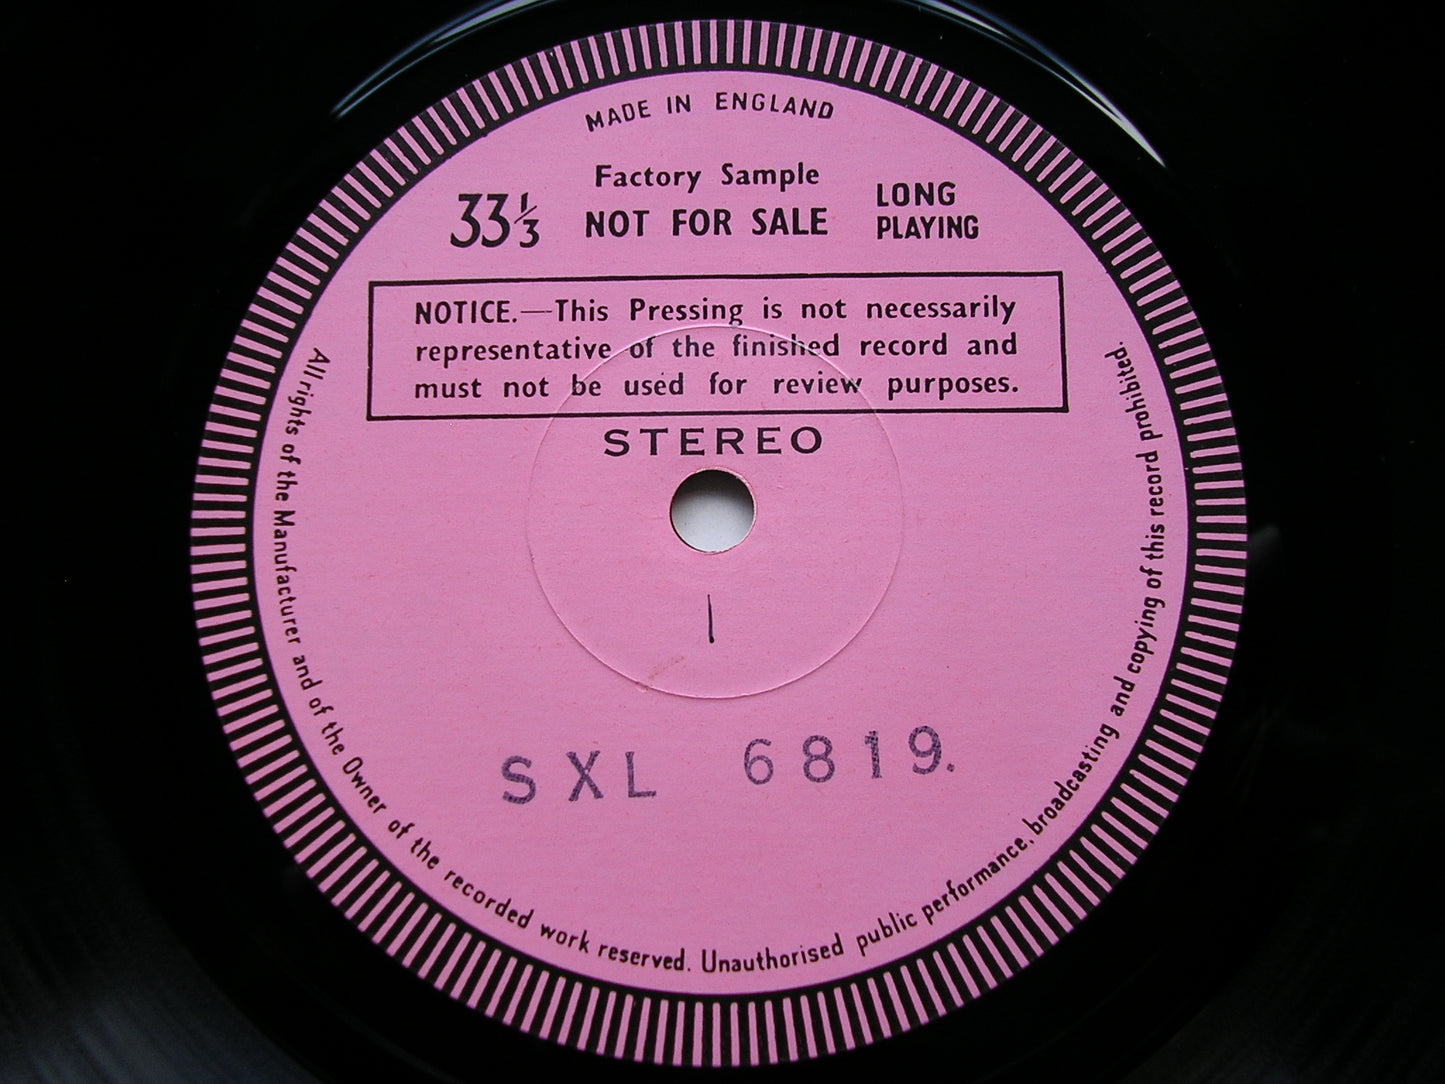 MADE IN ENGLAND
Factory Sample
33⅓ NOT FOR SALE
LONG
PLAYING
NOTICE.—This Pressing is not necessarily
representative of the finished record and
must not be used for review purposes.
STEREO
1
SXL 6819.
All rights of the Manufacturer and of the Owner of the recorded work reserved. Unauthorised public performance, broadcasting and copying of this record prohibited.